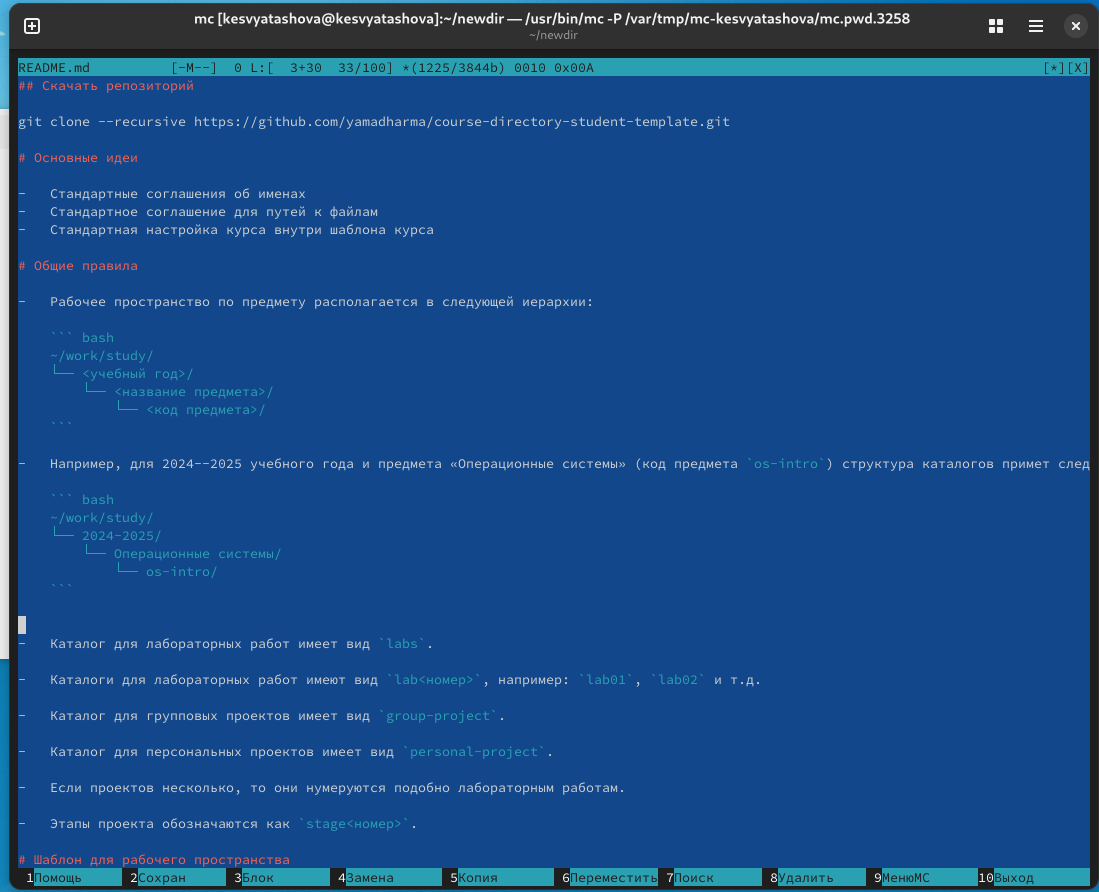 mc [kesvyatashova@kesvyatashova]:~/newdir — /usr/bin/mc -P /var/tmp/mc-kesvyatashova/mc.pwd.3258
~/newdir
README.md [-M--] 0 L:[ 3+30 33/100] *(1225/3844b) 0010 0x00A [*][X]
## Скачать репозиторий
git clone --recursive https://github.com/yamadharma/course-directory-student-template.git
# Основные идеи
- Стандартные соглашения об именах
- Стандартное соглашение для путей к файлам
- Стандартная настройка курса внутри шаблона курса
# Общие правила
- Рабочее пространство по предмету располагается в следующей иерархии:
``` bash
~/work/study/
└── <учебный год>/
└── <название предмета>/
└── <код предмета>/
```
- Например, для 2024--2025 учебного года и предмета «Операционные системы» (код предмета `os-intro`) структура каталогов примет след
``` bash
~/work/study/
└── 2024-2025/
└── Операционные системы/
└── os-intro/
```
- Каталог для лабораторных работ имеет вид `labs`.
- Каталоги для лабораторных работ имеют вид `lab<номер>`, например: `lab01`, `lab02` и т.д.
- Каталог для групповых проектов имеет вид `group-project`.
- Каталог для персональных проектов имеет вид `personal-project`.
- Если проектов несколько, то они нумеруются подобно лабораторным работам.
- Этапы проекта обозначаются как `stage<номер>`.
# Шаблон для рабочего пространства
1Помощь 2Сохран 3Блок 4Замена 5Копия 6Переместить 7Поиск 8Удалить 9МенюMC 10Выход